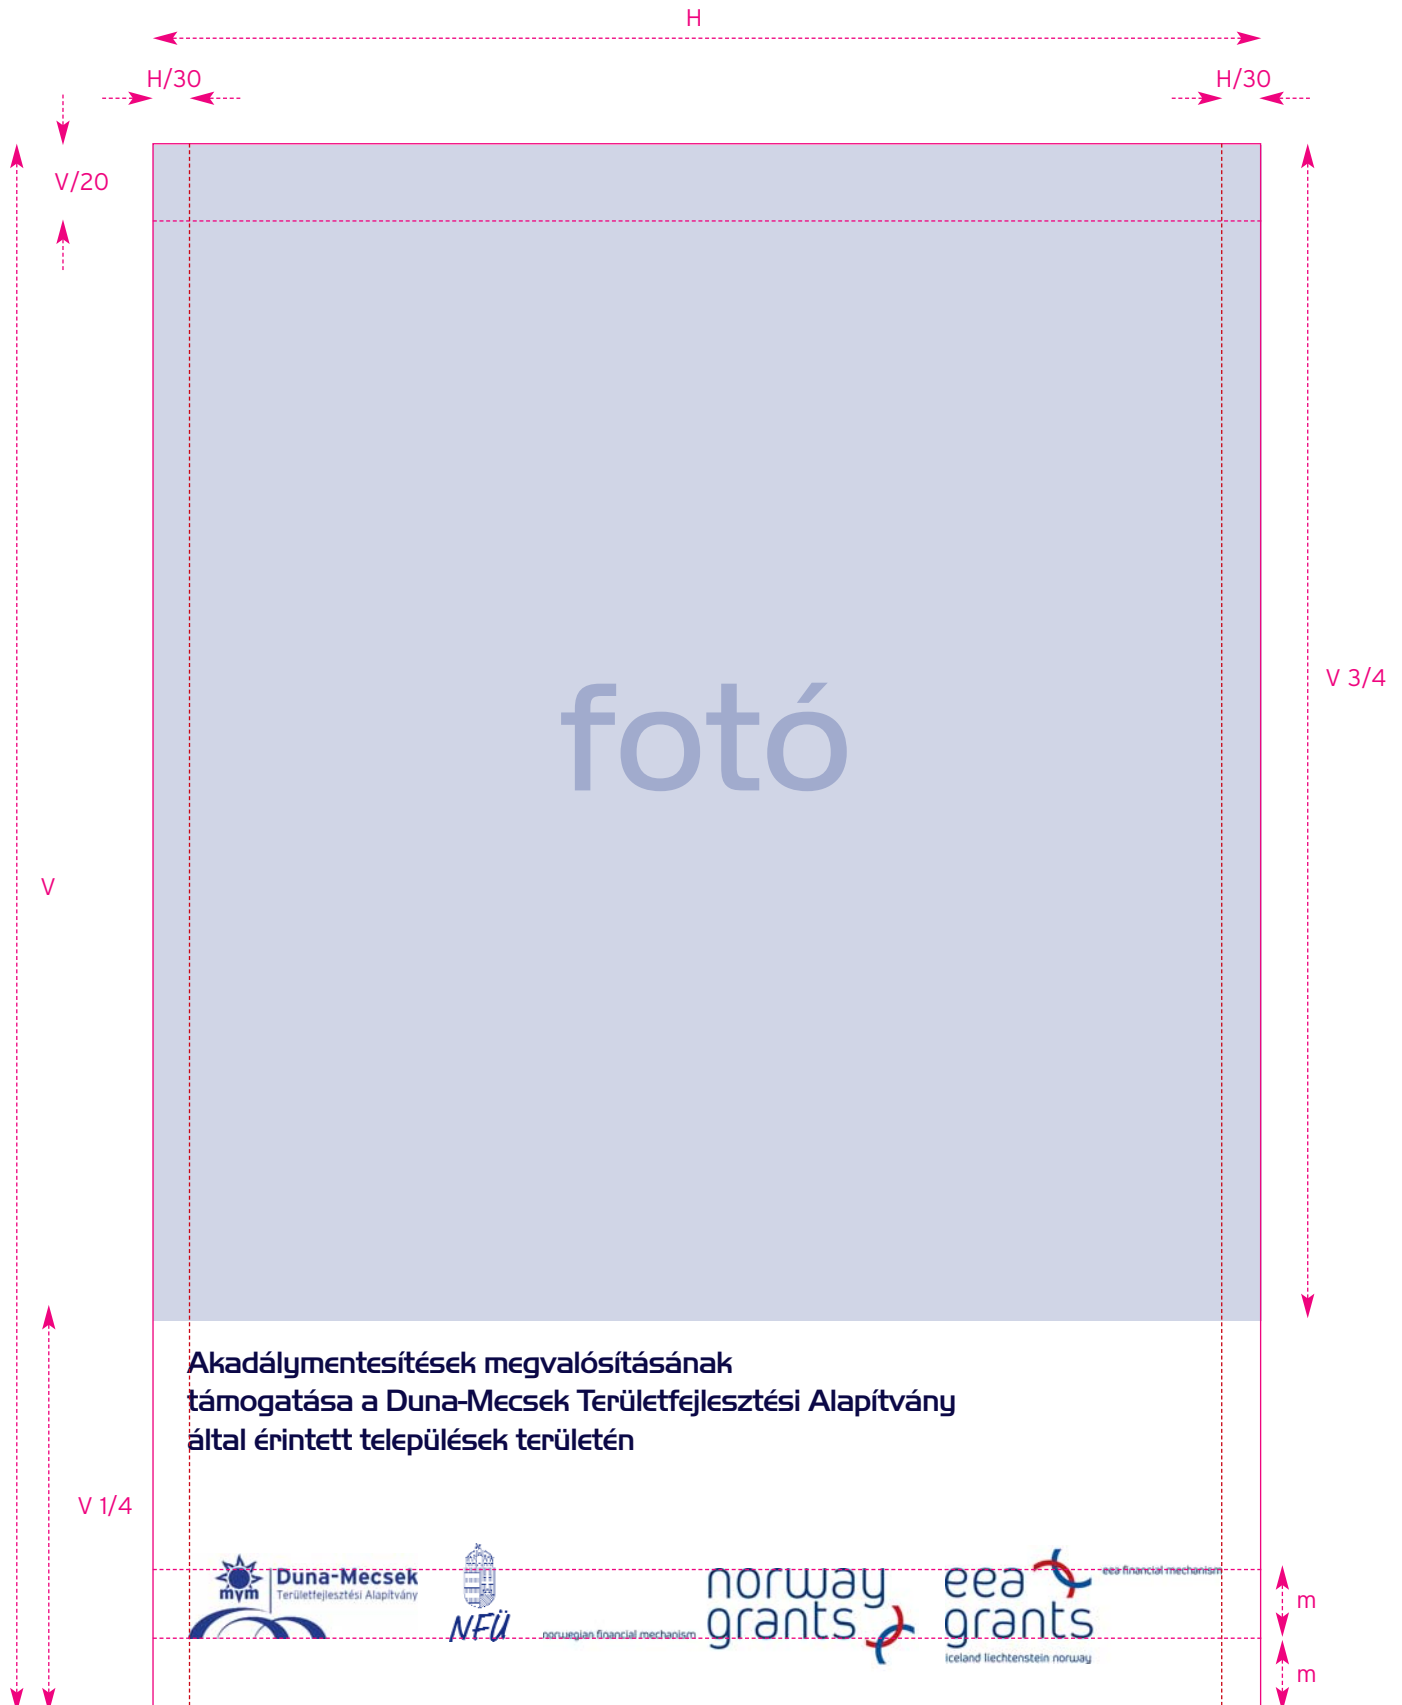 H
H/30
H/30
V/20
V 3/4
fotó
V
Akadálymentesítések megvalósításának
támogatása a Duna-Mecsek Területfejlesztési Alapítvány
által érintett települések területén
V 1/4
mvm
Duna-Mecsek
Területfejlesztési Alapítvány
NFÜ
norwegian financial mechanism
norway
grants
eea
grants
iceland liechtenstein norway
eea financial mechanism
m
m